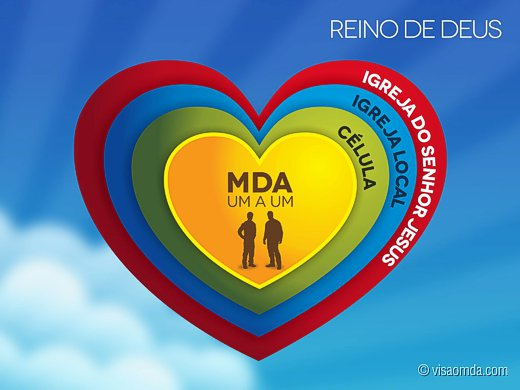 REINO DE DEUS
IGREJA DO SENHOR JESUS
IGREJA LOCAL
CÉLULA
MDA
UM A UM
© visaomda.com